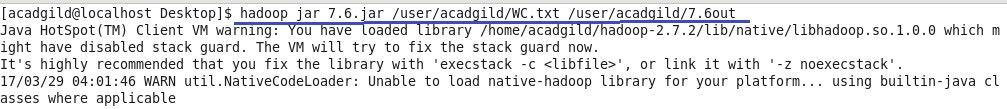 [acadgild@localhost Desktop]$ hadoop jar 7.6.jar /user/acadgild/WC.txt /user/acadgild/7.6out
Java HotSpot(TM) Client VM warning: You have loaded library /home/acadgild/hadoop-2.7.2/lib/native/libhadoop.so.1.0.0 which m
ight have disabled stack guard. The VM will try to fix the stack guard now.
It's highly recommended that you fix the library with 'execstack -c <libfile>', or link it with '-z noexecstack'.
17/03/29 04:01:46 WARN util.NativeCodeLoader: Unable to load native-hadoop library for your platform... using builtin-java cl
asses where applicable